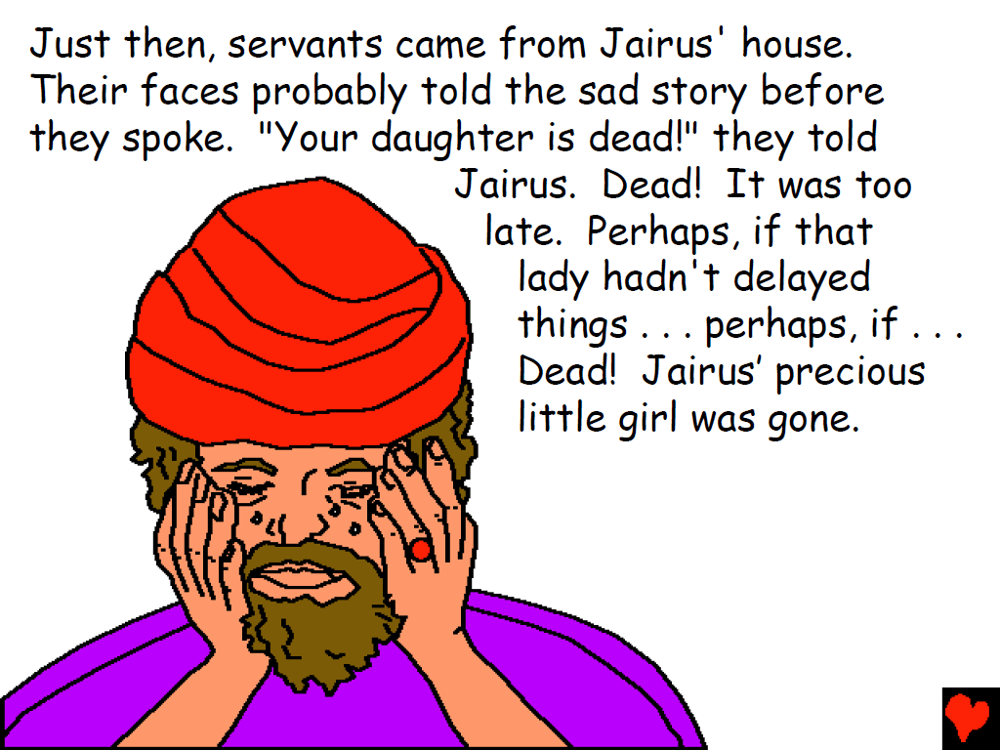 Just then, servants came from Jairus' house.
Their faces probably told the sad story before
they spoke.  "Your daughter is dead!" they told
Jairus.  Dead!  It was too
late.  Perhaps, if that
lady hadn't delayed
things . . . perhaps, if . . .
Dead!  Jairus’ precious
little girl was gone.